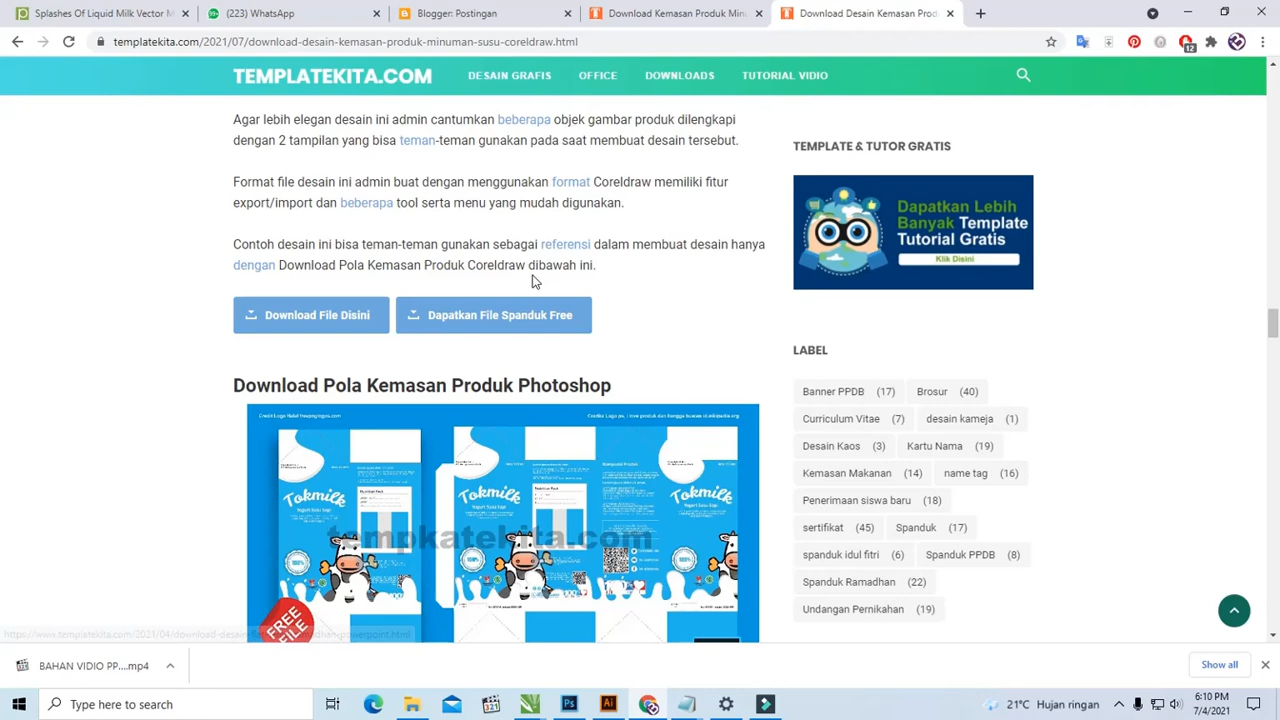 Splashes Of Liquid Milk Vector M
(223) WhatsApp
Blogger: Postingan
Download Kemasan Produk Minu
Download Desain Kemasan Prod
templatekita.com/2021/07/download-desain-kemasan-produk-minuman-susu-coreldraw.html
12
TEMPLATEKITA.COM
DESAIN GRAFIS
OFFICE
DOWNLOADS
TUTORIAL VIDIO
Agar lebih elegan desain ini admin cantumkan beberapa objek gambar produk dilengkapi
dengan 2 tampilan yang bisa teman-teman gunakan pada saat membuat desain tersebut.
Format file desain ini admin buat dengan menggunakan format Coreldraw memiliki fitur
export/import dan beberapa tool serta menu yang mudah digunakan.
Contoh desain ini bisa teman-teman gunakan sebagai referensi dalam membuat desain hanya
dengan Download Pola Kemasan Produk Coreldraw dibawah ini.
Download File Disini
Dapatkan File Spanduk Free
Download Pola Kemasan Produk Photoshop
Tokmilk
Tokmilk
Tokmilk
100%
100%
100%
tempkatekita.com
FREE
FILE
TEMPLATE & TUTOR GRATIS
Dapatkan Lebih
Banyak Template
Tutorial Gratis
Klik Disini
LABEL
Banner PPDB (17)
Brosur (40)
Curriculum Vitae (7)
desain kameja (1)
Desain Kaos (3)
Kartu Nama (19)
Kemasan Makanan (14)
name tag (16)
Penerimaan siswa baru (18)
sertifikat (45)
Spanduk (17)
spanduk idul fitri (6)
Spanduk PPDB (8)
Spanduk Ramadhan (22)
Undangan Pernikahan (19)
BAHAN VIDIO PP....mp4
Show all
Type here to search
21°C Hujan ringan
6:10 PM
7/4/2021